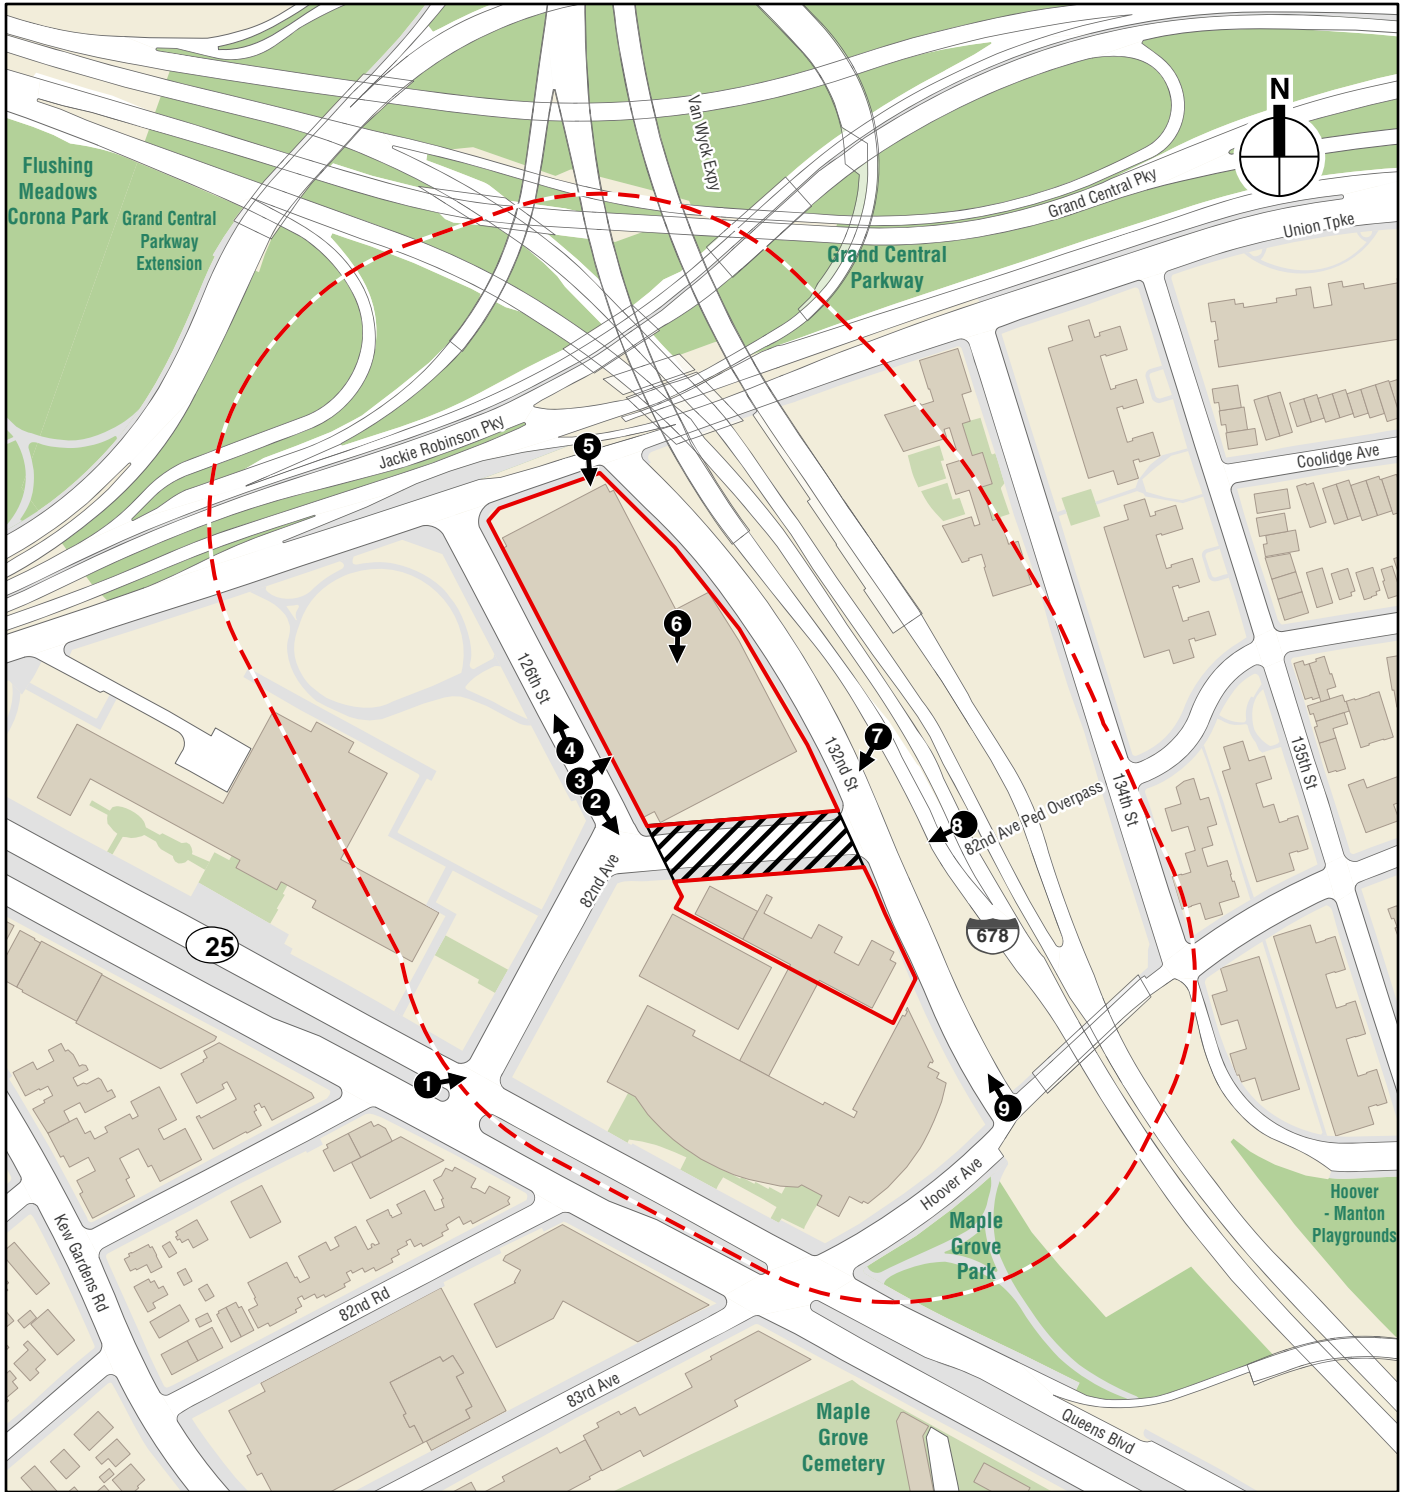 N
Van Wyck Expy
Flushing
Meadows
Corona Park
Grand Central
Parkway
Extension
Grand Central Pky
Union Tpke
Grand Central
Parkway
Jackie Robinson Pky
5
Coolidge Ave
6
126th St
4
3
2
132nd St
7
8
82nd Ave Ped Overpass
134th St
135th St
82nd Ave
25
678
1
9
Hoover Ave
Maple
Grove
Park
Hoover
- Manton
Playgrounds
Kew Gardens Rd
82nd Rd
83rd Ave
Maple
Grove
Cemetery
Queens Blvd